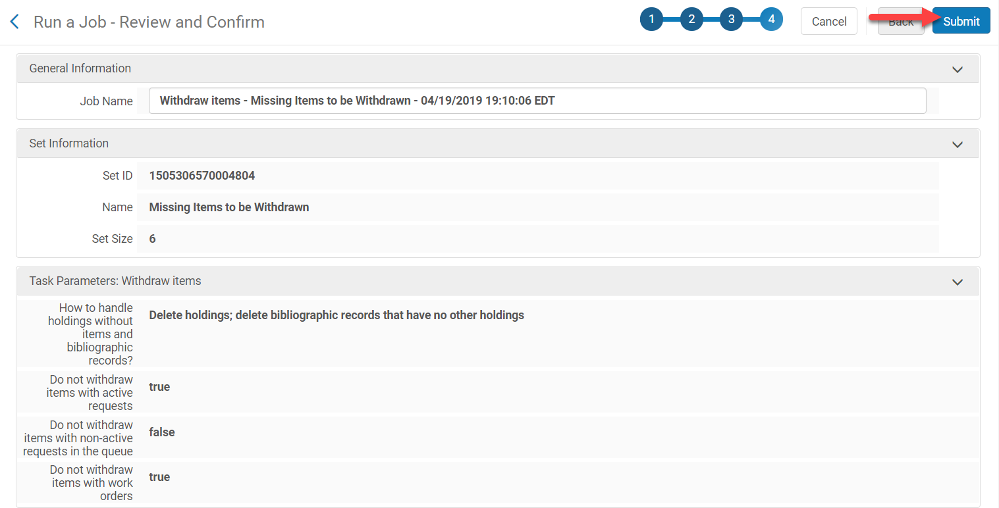 Run a Job - Review and Confirm
1
2
3
4
Cancel
Back
Submit
General Information
Job Name
Withdraw items - Missing Items to be Withdrawn - 04/19/2019 19:10:06 EDT
Set Information
Set ID
1505306570004804
Name
Missing Items to be Withdrawn
Set Size
6
Task Parameters: Withdraw items
How to handle
holdings without
items and
bibliographic
records?
Delete holdings; delete bibliographic records that have no other holdings
Do not withdraw
items with active
requests
true
Do not withdraw
items with non-active
requests in the queue
false
Do not withdraw
items with work
orders
true